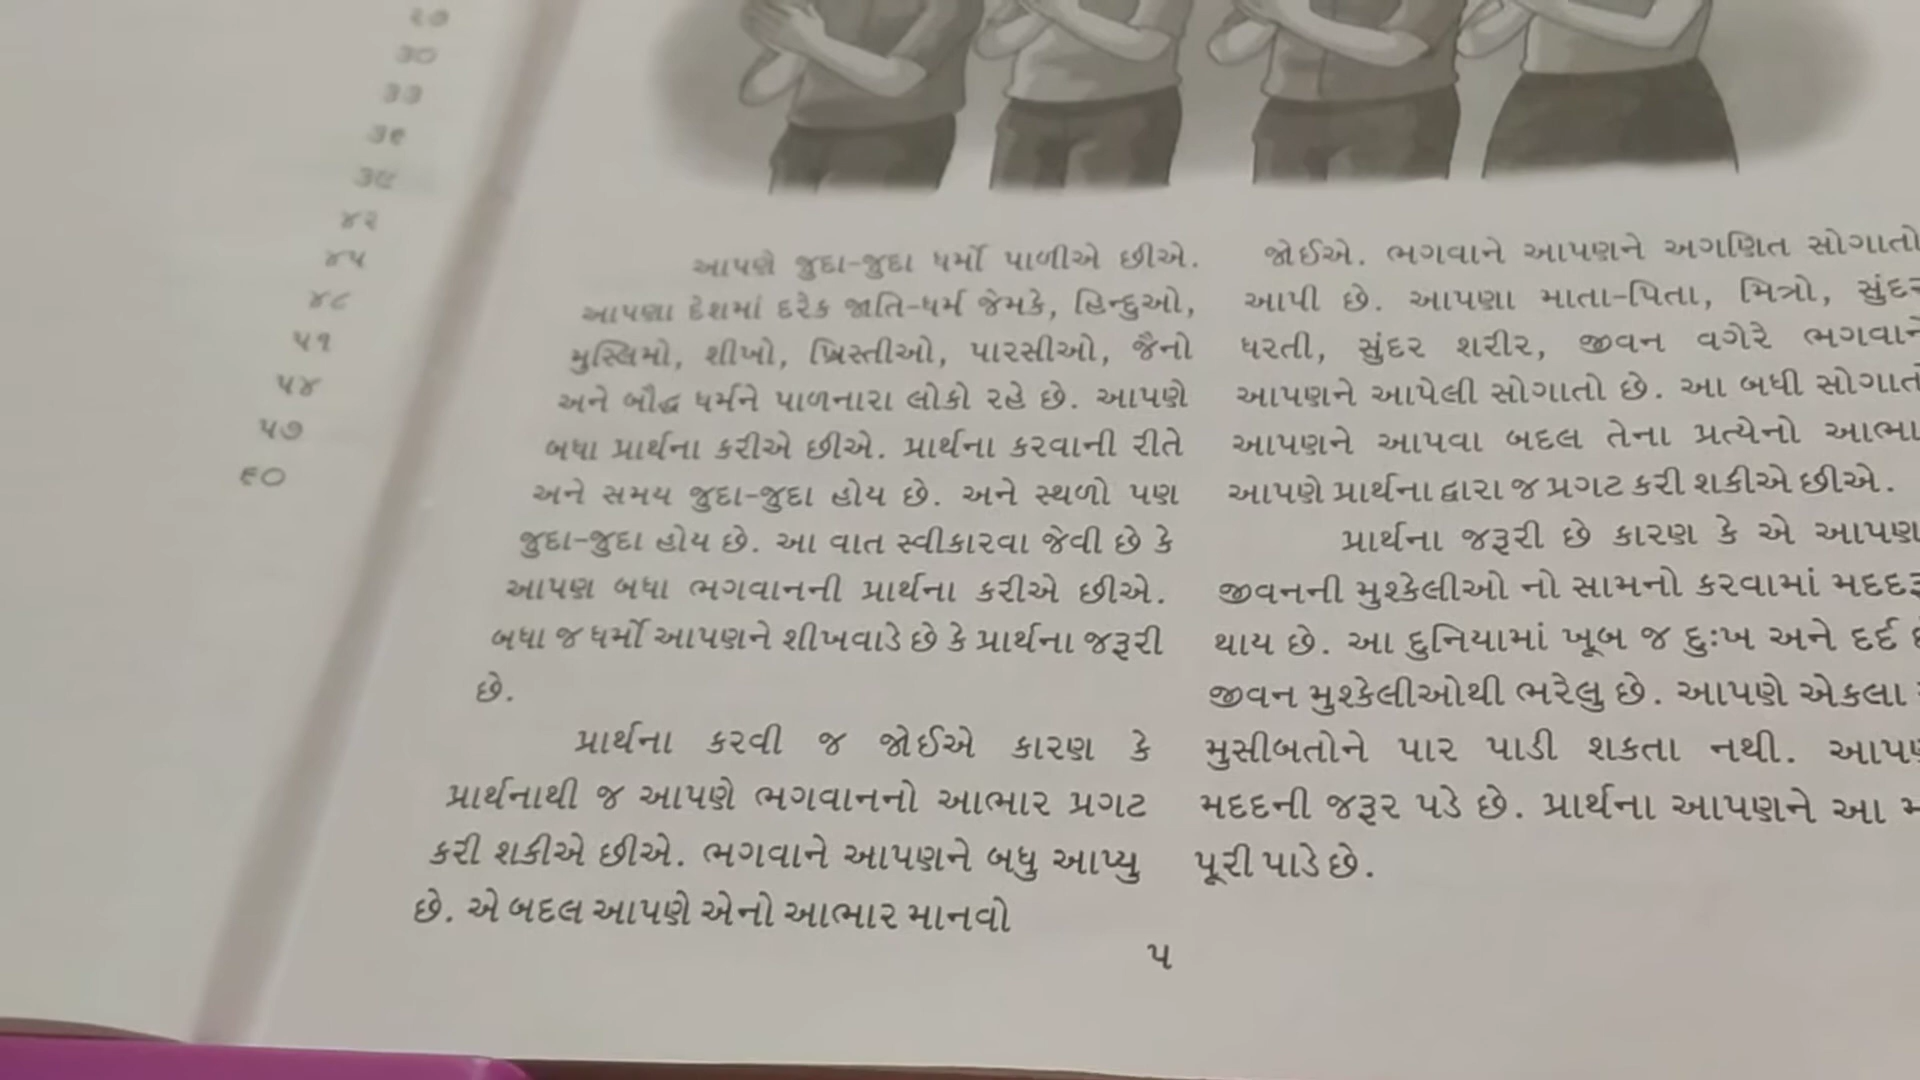 ૨૭
૩૦
૩૩
૩૬
૩૯
૪૨
૪૫
૪૮
૫૧
૫૪
૫૭
૬૦
આપણે જુદા-જુદા ધર્મો પાળીએ છીએ.
આપણા દેશમાં દરેક જાતિ-ધર્મ જેમકે, હિન્દુઓ,
મુસ્લિમો, શીખો, ખ્રિસ્તીઓ, પારસીઓ, જૈનો
અને બૌદ્ધ ધર્મને પાળનારા લોકો રહે છે. આપણે
બધા પ્રાર્થના કરીએ છીએ. પ્રાર્થના કરવાની રીતે
અને સમય જુદા-જુદા હોય છે. અને સ્થળો પણ
જુદા-જુદા હોય છે. આ વાત સ્વીકારવા જેવી છે કે
આપણ બધા ભગવાનની પ્રાર્થના કરીએ છીએ.
બધા જ ધર્મો આપણને શીખવાડે છે કે પ્રાર્થના જરૂરી
છે.
પ્રાર્થના કરવી જ જોઈએ કારણ કે
પ્રાર્થનાથી જ આપણે ભગવાનનો આભાર પ્રગટ
કરી શકીએ છીએ. ભગવાને આપણને બધુ આપ્યુ
છે. એ બદલ આપણે એનો આભાર માનવો
જોઈએ. ભગવાને આપણને અગણિત સોગાતો
આપી છે. આપણા માતા-પિતા, મિત્રો, સુંદર
ધરતી, સુંદર શરીર, જીવન વગેરે ભગવાને
આપણને આપેલી સોગાતો છે. આ બધી સોગાતો
આપણને આપવા બદલ તેના પ્રત્યેનો
આપણે પ્રાર્થના દ્વારા જ પ્રગટ કરી શકીએ છીએ.
પ્રાર્થના જરૂરી છે કારણ કે એ
જીવનની મુશ્કેલીઓ નો સામનો કરવામાં
થાય છે. આ દુનિયામાં ખૂબ જ દુઃખ અને દર્દ
જીવન મુશ્કેલીઓથી ભરેલુ છે. આપણે એકલા
મુસીબતોને પાર પાડી શકતા નથી.
મદદની જરૂર પડે છે. પ્રાર્થના આપણને આ
પૂરી પાડે છે.
૫